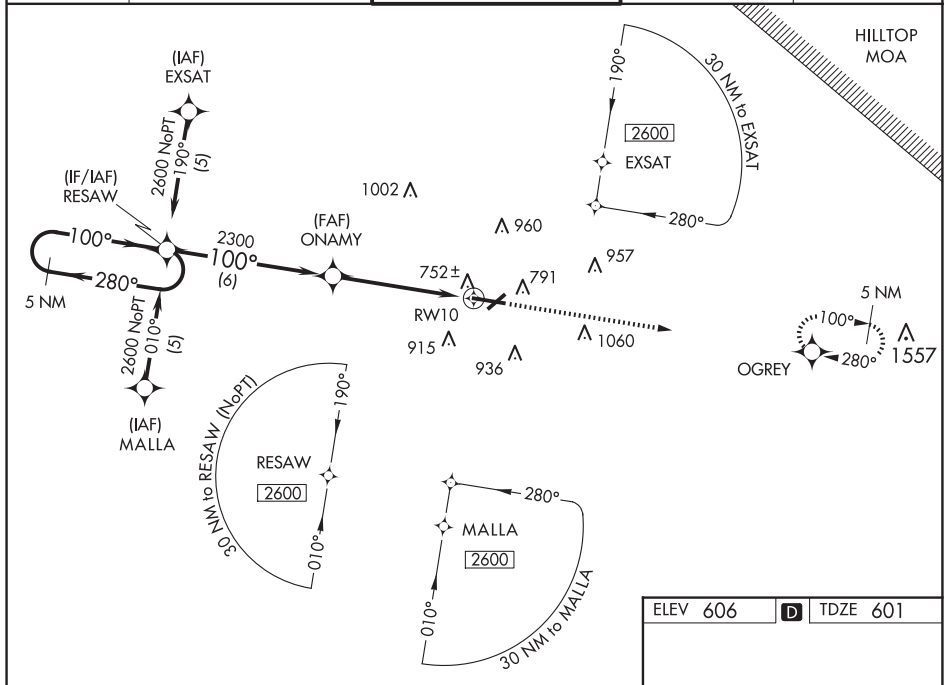 HILLTOP
MOA
(IAF)
EXSAT
2600 NoPT
190°
(5)
190°
30 NM to EXSAT
2600
EXSAT
280°
(IF/IAF)
RESAW
1002
(FAF)
ONAMY
960
957
100°
2300
100°
(6)
280°
5 NM
752±
791
RW10
915
936
1060
5 NM
100°
280°
OGREY
1557
2600 NoPT
010°
(5)
(IAF)
MALLA
30 NM to RESAW (NoPT)
190°
RESAW
2600
010°
280°
MALLA
2600
010°
30 NM to MALLA
ELEV 606 D TDZE 601